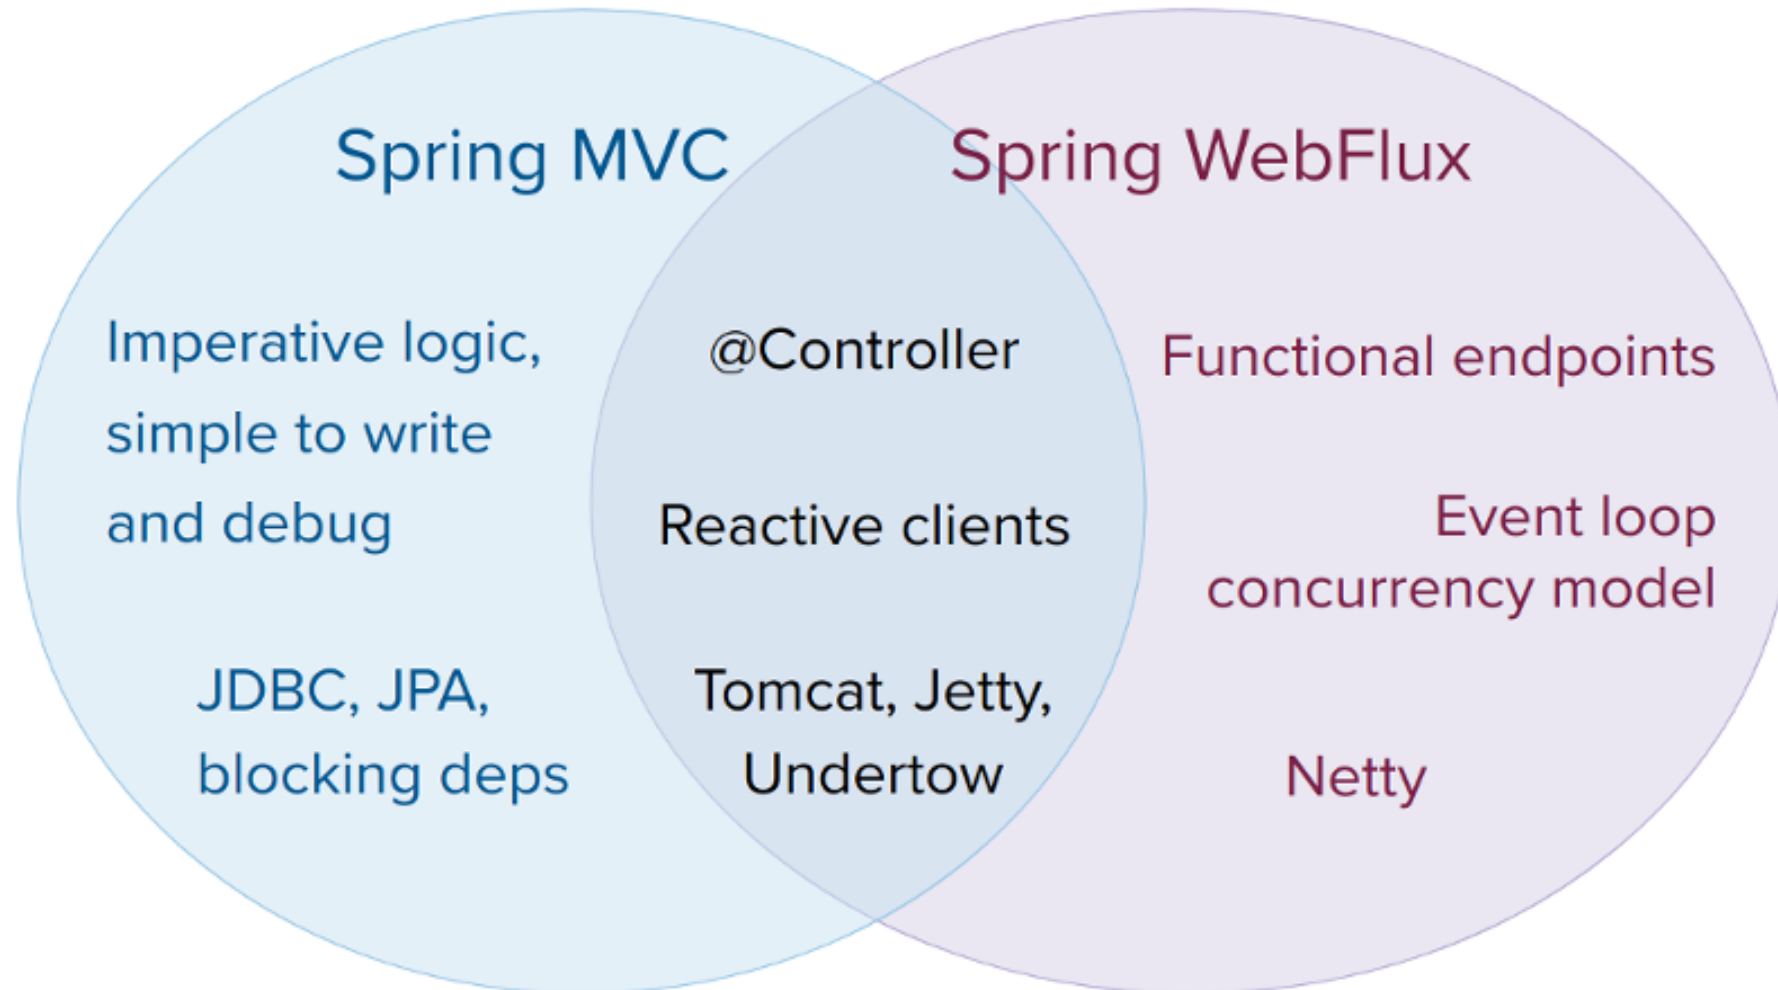 Spring MVC
Spring WebFlux
Imperative logic,
simple to write
and debug
JDBC, JPA,
blocking deps
@Controller
Reactive clients
Tomcat, Jetty,
Undertow
Functional endpoints
Event loop
concurrency model
Netty